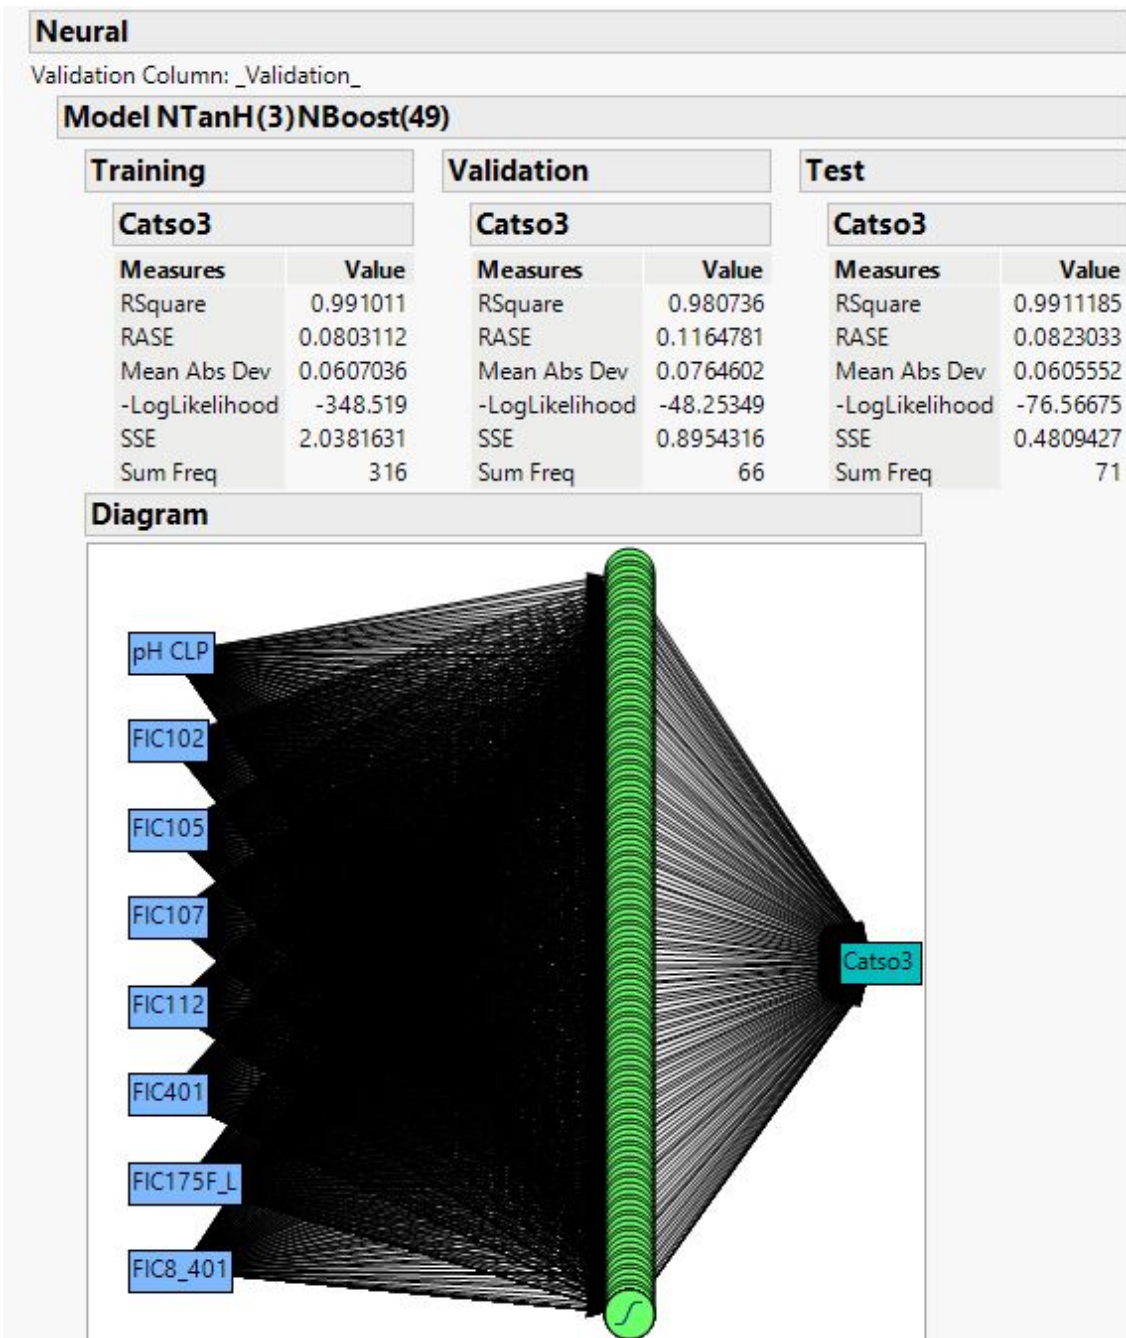 Neural
Validation Column: _Validation_
Model NTanH(3)NBoost(49)
Training Validation Test
Catso3 Catso3 Catso3
Measures Value Measures Value Measures Value
RSquare 0.991011 RSquare 0.980736 RSquare 0.9911185
RASE 0.0803112 RASE 0.1164781 RASE 0.0823033
Mean Abs Dev 0.0607036 Mean Abs Dev 0.0764602 Mean Abs Dev 0.0605552
-LogLikelihood -348.519 -LogLikelihood -48.25349 -LogLikelihood -76.56675
SSE 2.0381631 SSE 0.8954316 SSE 0.4809427
Sum Freq 316 Sum Freq 66 Sum Freq 71
Diagram
pH CLP
FIC102
FIC105
FIC107
Catso3
FIC112
FIC401
FIC175F_L
FIC8_401